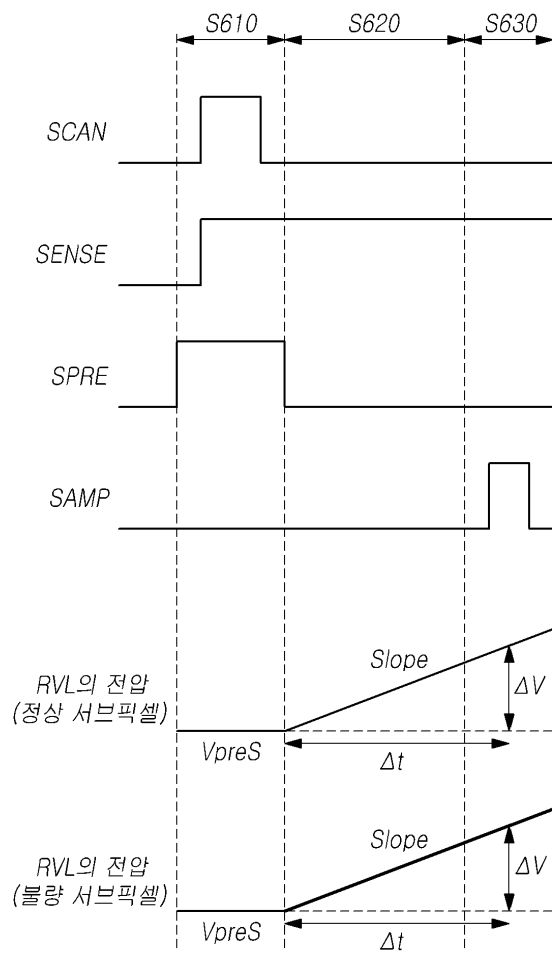 S610 S620 S630
SCAN
SENSE
SPRE
SAMP
Slope
RVL의 전압
(정상 서브픽셀)
ΔV
VpreS
Δt
Slope
RVL의 전압
(불량 서브픽셀)
ΔV
VpreS
Δt